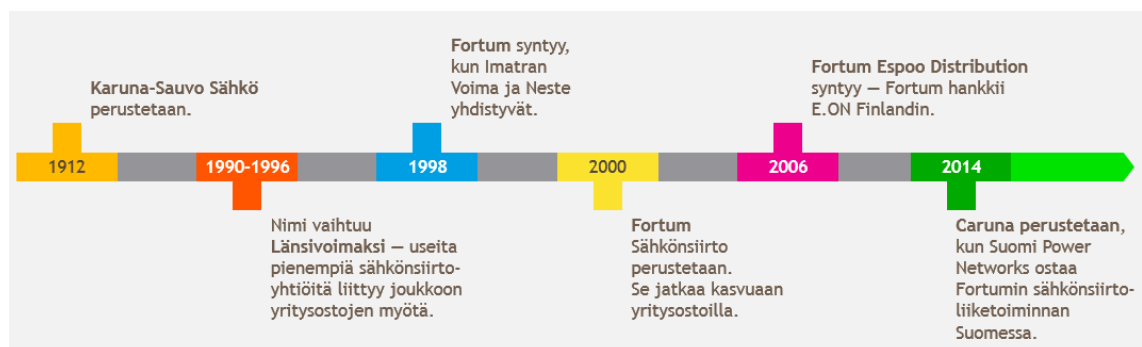 Karuna-Sauvo Sähkö
perustetaan.
Fortum syntyy,
kun Imatran
Voima ja Neste
yhdistyvät.
Fortum Espoo Distribution
syntyy — Fortum hankkii
E.ON Finlandin.
1912
1990-1996
1998
2000
2006
2014
Nimi vaihtuu
Länsivoimaksi — useita
pienempiä sähkönsiirto-
yhtiöitä liittyy joukkoon
yritysostojen myötä.
Fortum
Sähkönsiirto
perustetaan.
Se jatkaa kasvuaan
yritysostoilla.
Caruna perustetaan,
kun Suomi Power
Networks ostaa
Fortumin sähkönsiirto-
liiketoiminnan
Suomessa.